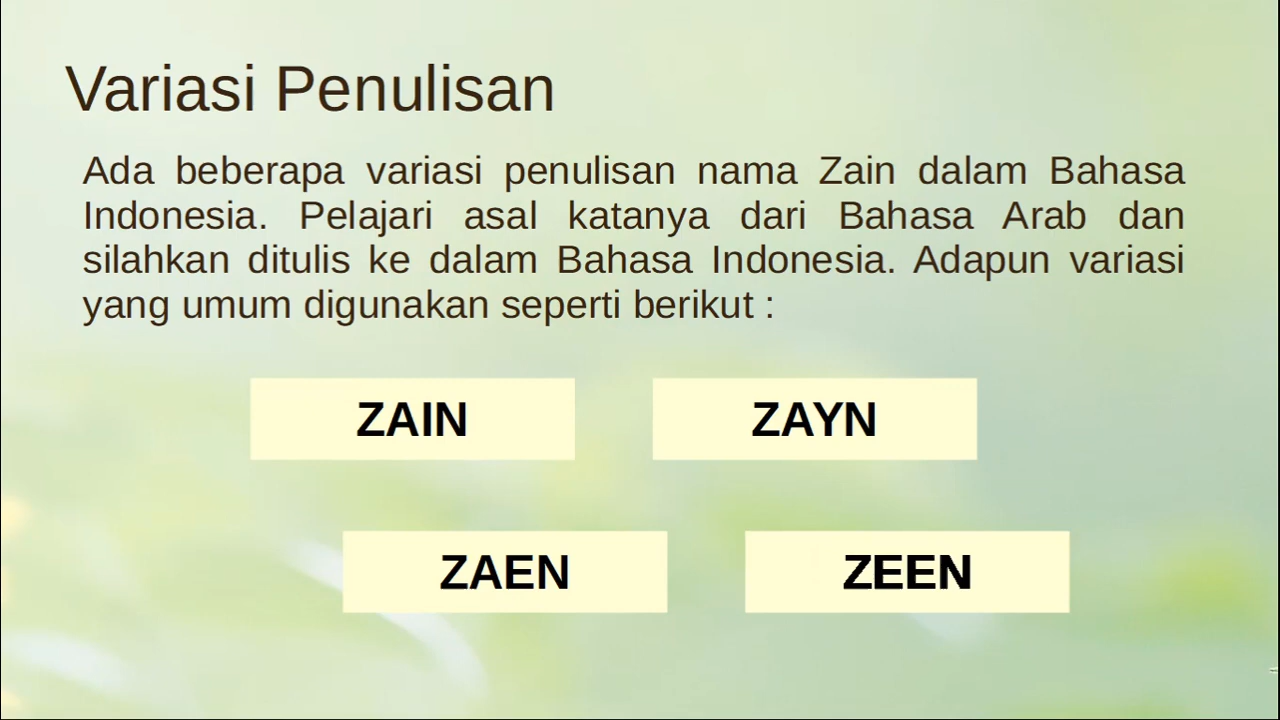 Variasi Penulisan
Ada beberapa variasi penulisan nama Zain dalam Bahasa
Indonesia. Pelajari asal katanya dari Bahasa Arab dan
silahkan ditulis ke dalam Bahasa Indonesia. Adapun variasi
yang umum digunakan seperti berikut :
ZAIN
ZAYN
ZAEN
ZEEN